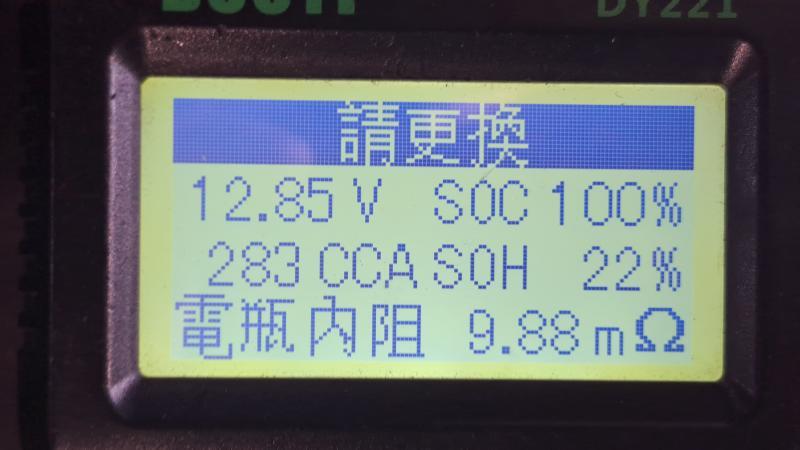 DY221
請更換
12.85 V SOC 100%
283 CCA SOH 22%
電瓶內阻 9.88 mΩ